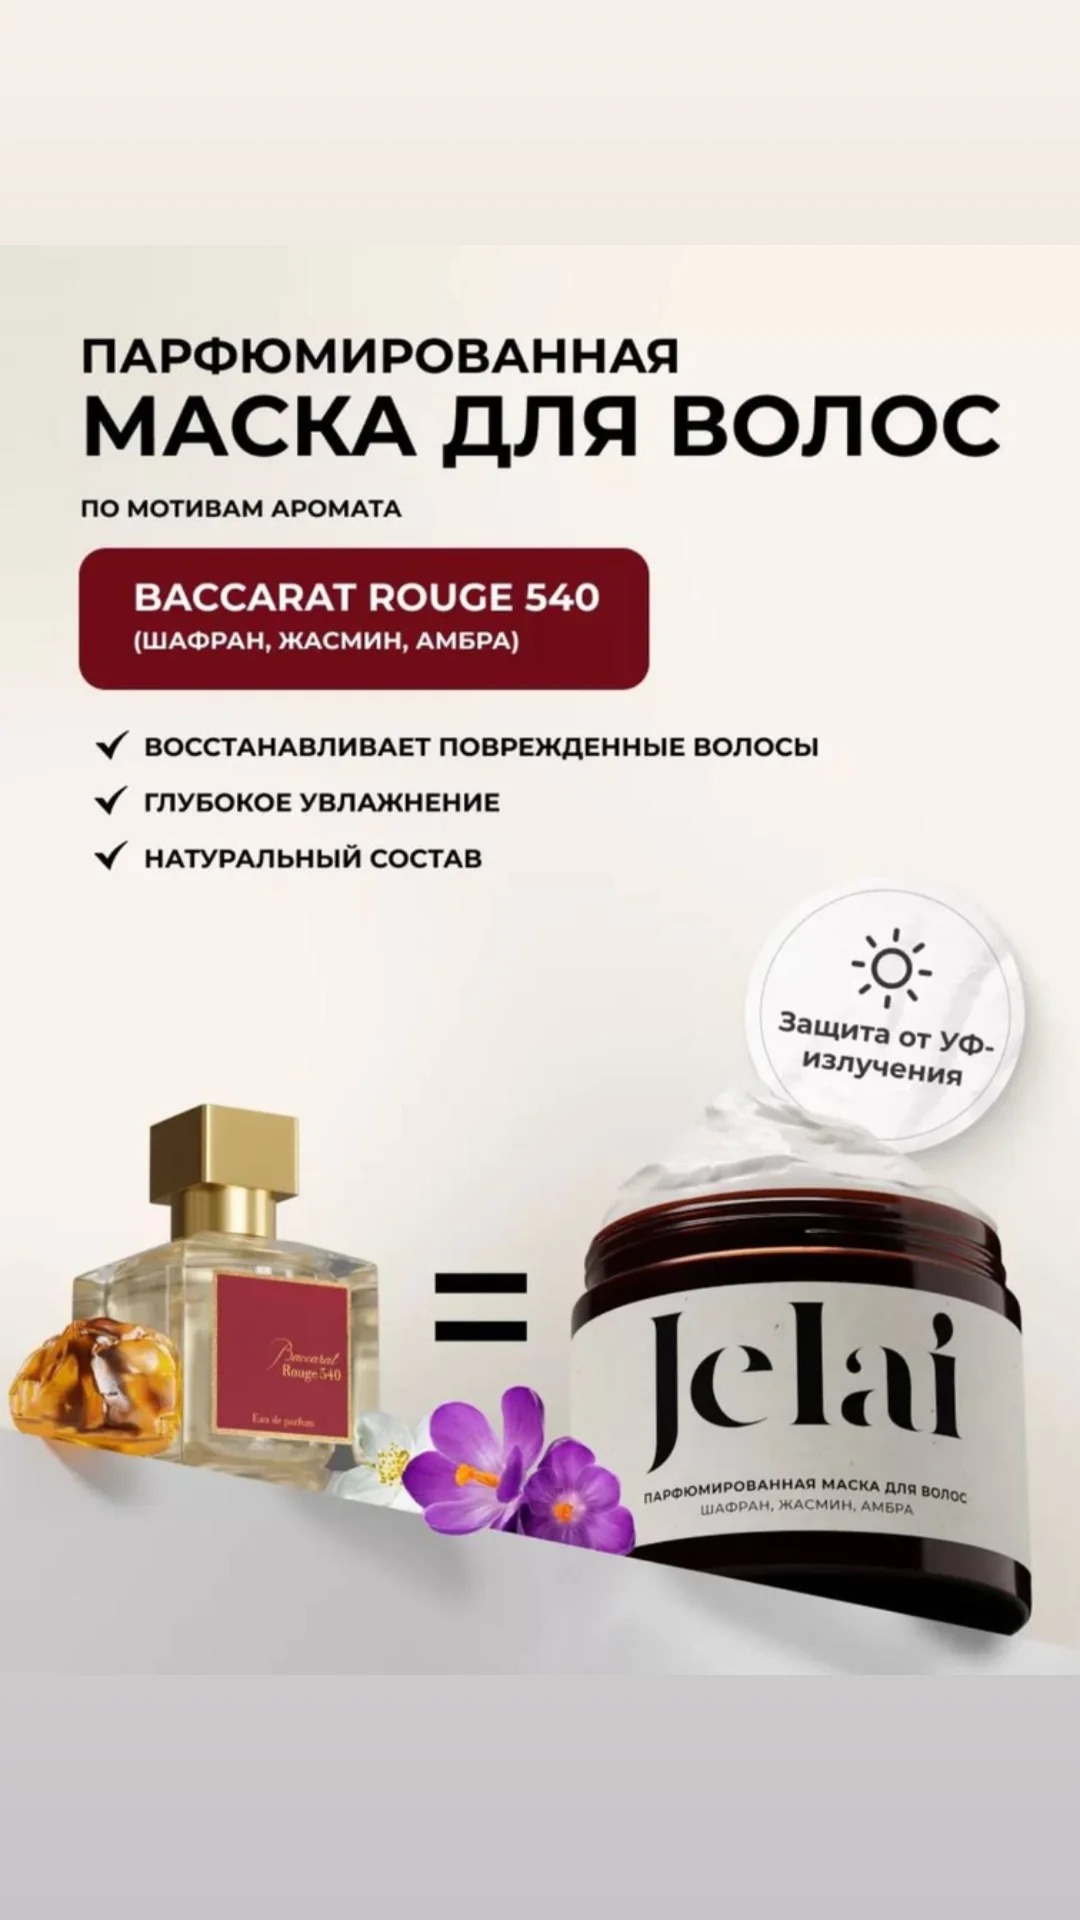 ПАРФЮМИРОВАННАЯ
МАСКА ДЛЯ ВОЛОС
ПО МОТИВАМ АРОМАТА
BACCARAT ROUGE 540
(ШАФРАН, ЖАСМИН, АМБРА)
ВОССТАНАВЛИВАЕТ ПОВРЕЖДЕННЫЕ ВОЛОСЫ
ГЛУБОКОЕ УВЛАЖНЕНИЕ
НАТУРАЛЬНЫЙ СОСТАВ
Защита от УФ-
излучения
Baccarat
Rouge 540
Eau de parfum
=
Jelai
ПАРФЮМИРОВАННАЯ МАСКА ДЛЯ ВОЛОС
ШАФРАН, ЖАСМИН, АМБРА